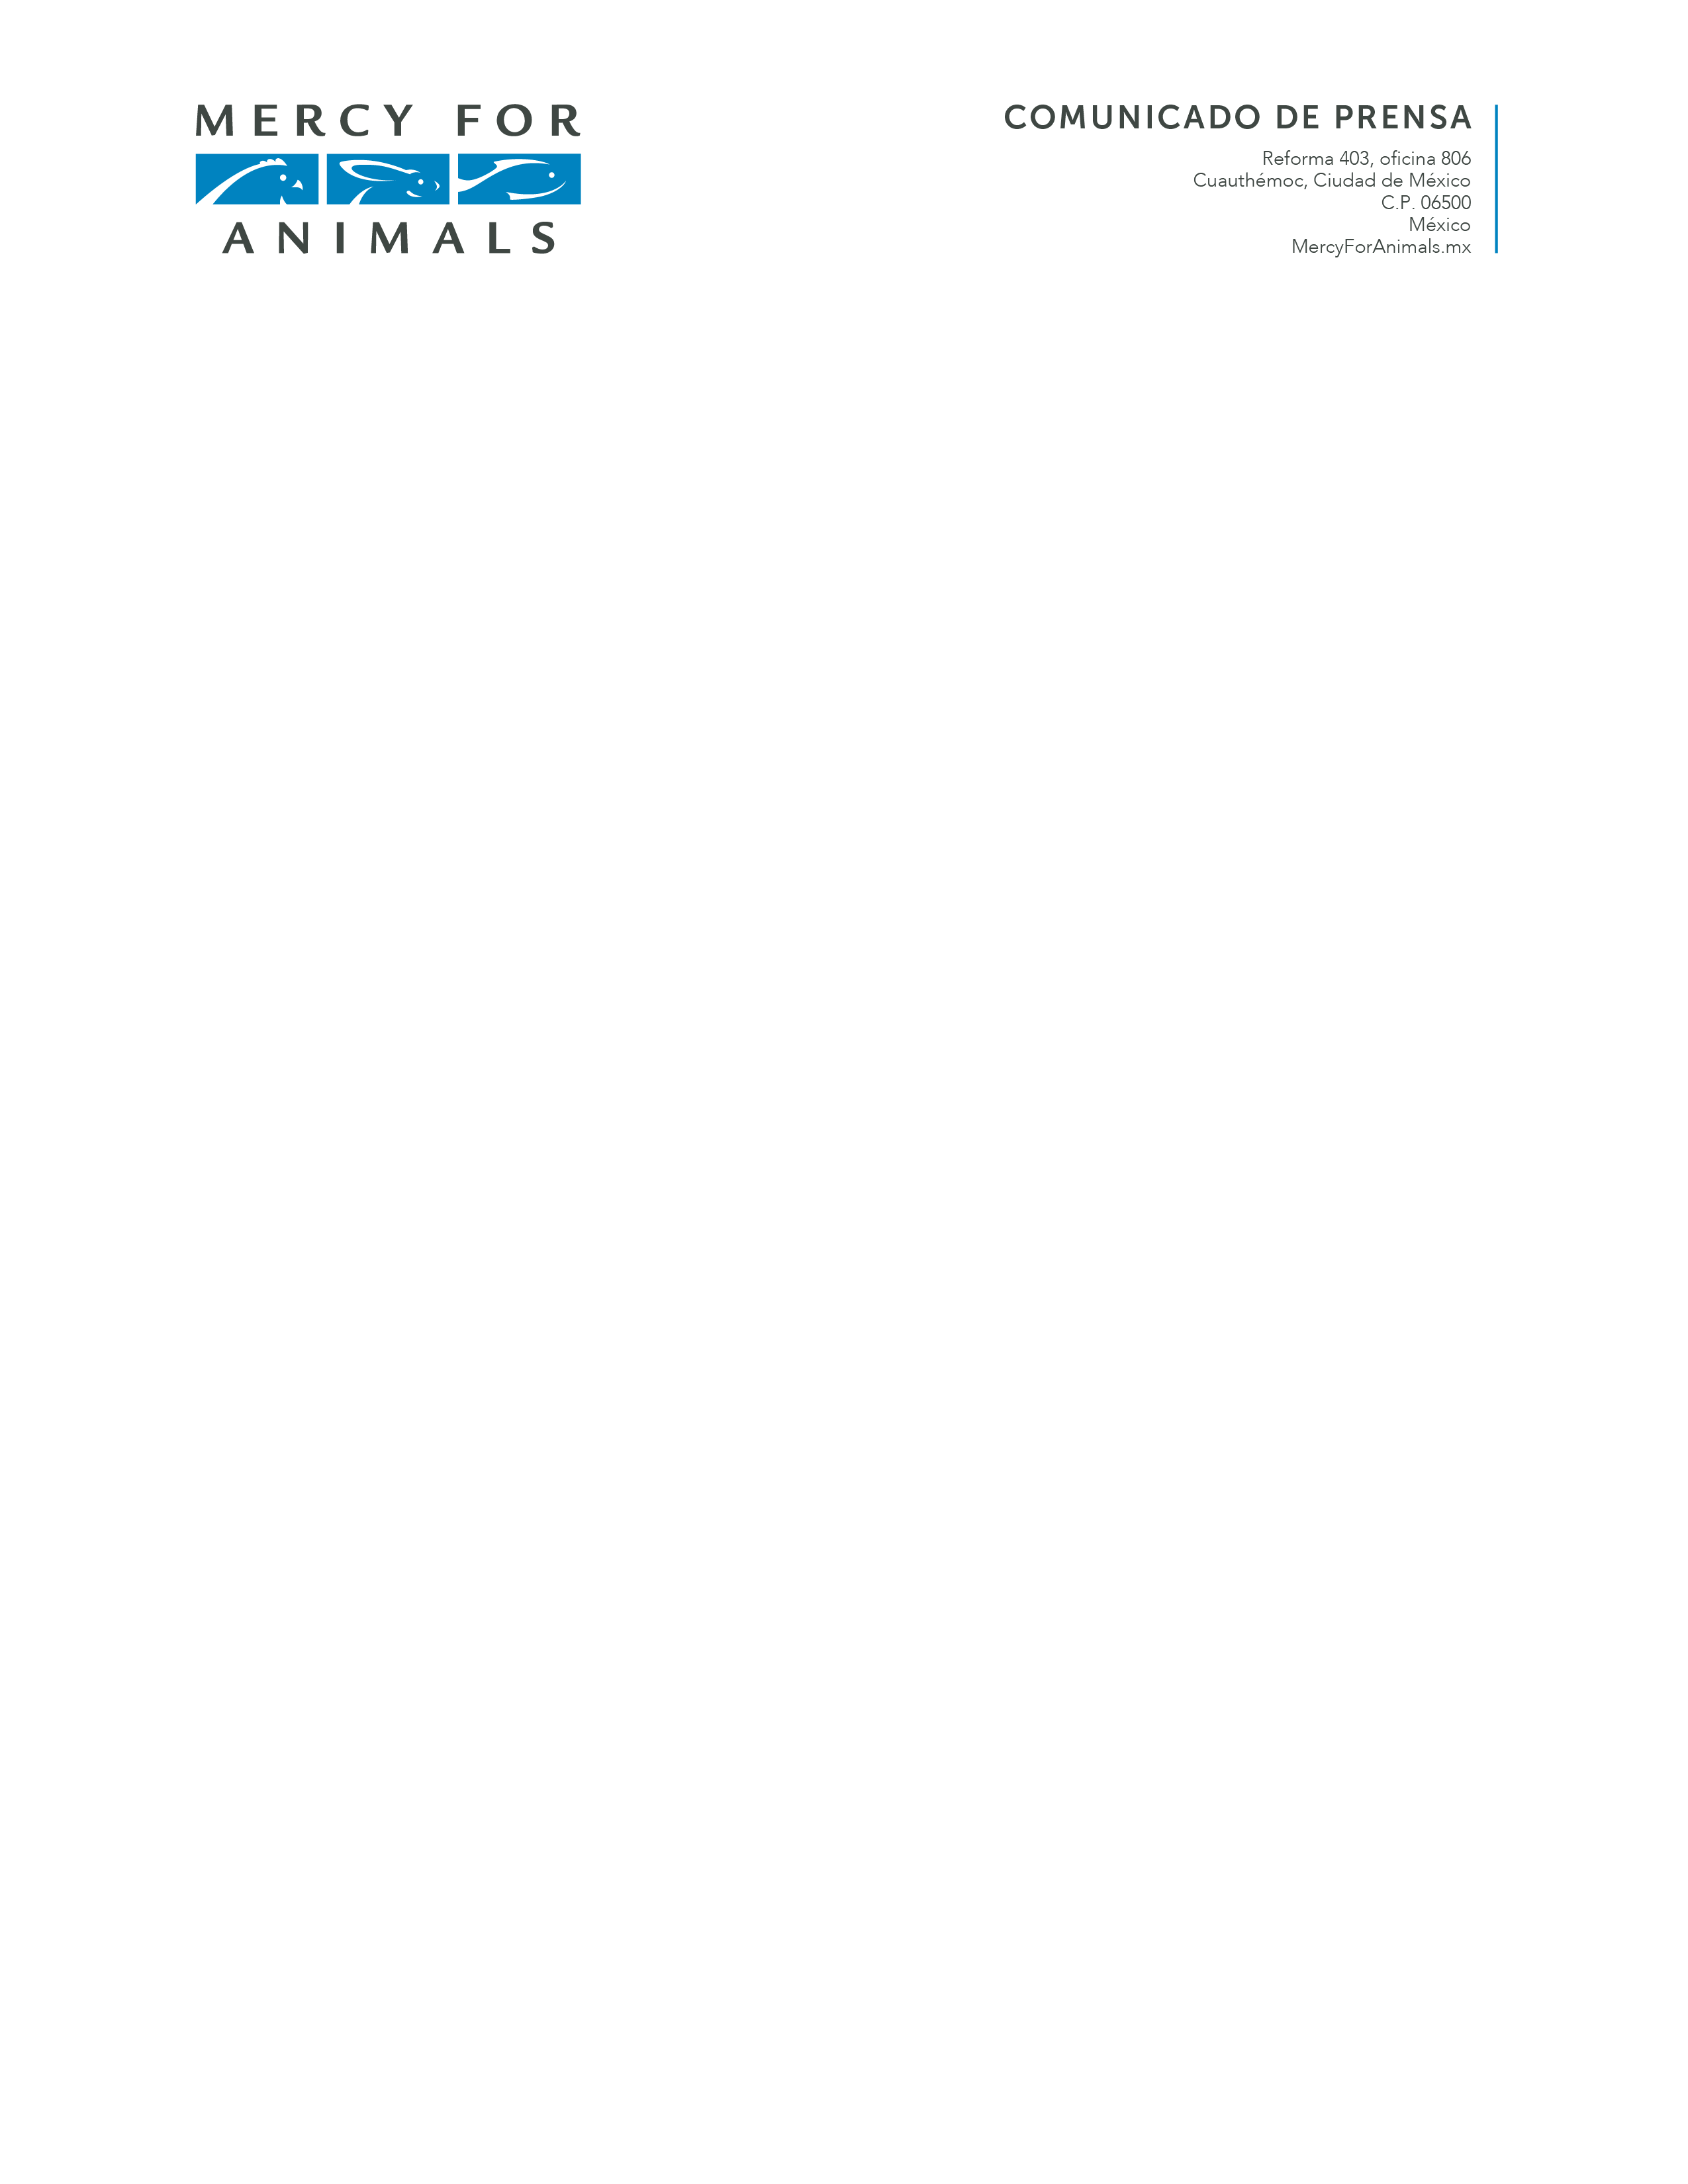 MERCY FOR
ANIMALS
COMUNICADO DE PRENSA
Reforma 403, oficina 806
Cuauthémoc, Ciudad de México
C.P. 06500
México
MercyForAnimals.mx